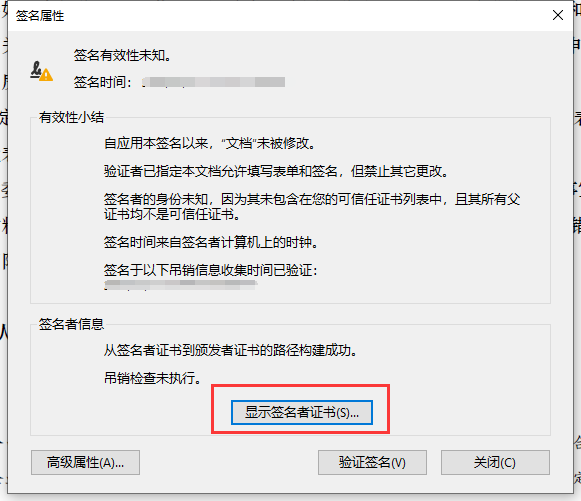 签名属性
签名有效性未知。
签名时间：
有效性小结
自应用本签名以来，"文档"未被修改。
验证者已指定本文档允许填写表单和签名，但禁止其它更改。
签名者的身份未知，因为其未包含在您的可信任证书列表中，且其所有父
证书均不是可信任证书。
签名时间来自签名者计算机上的时钟。
签名于以下吊销信息收集时间已验证：
签名者信息
从签名者证书到颁发者证书的路径构建成功。
吊销检查未执行。
显示签名者证书(S)...
高级属性(A)...
验证签名(V)
关闭(C)